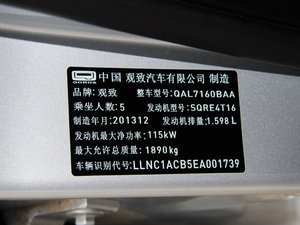 QOROS 中国 观致汽车有限公司 制造
品牌：观致 整车型号：QAL7160BAA
乘坐人数：5 发动机型号：SQRE4T16
制造年月：201312 发动机排量：1.598 L
发动机最大净功率：115kW
最大允许总质量：1890kg
车辆识别代号：LLNC1ACB5EA001739